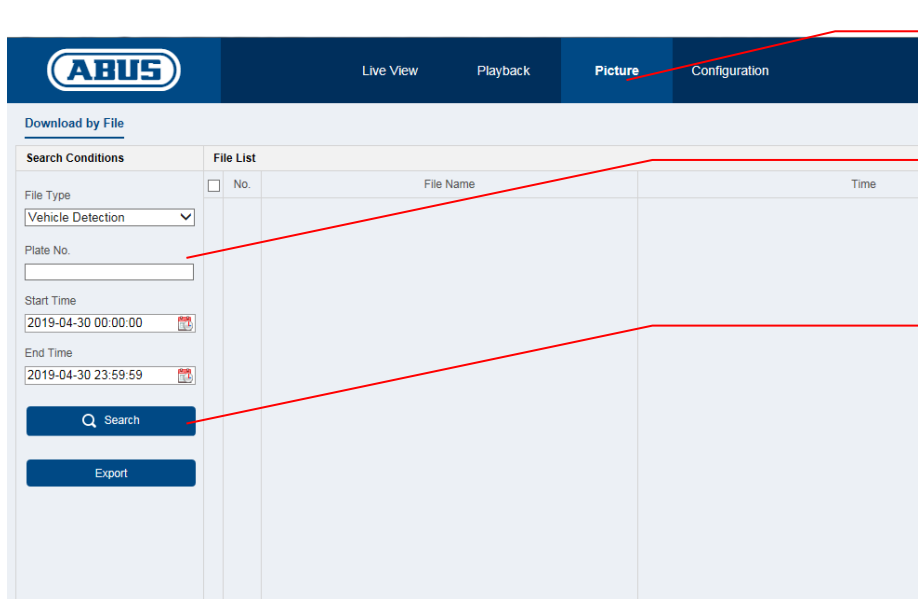 ABUS
Live View Playback Picture Configuration
Download by File
Search Conditions File List
No. File Name Time
File Type
Vehicle Detection
Plate No.
Start Time
2019-04-30 00:00:00
End Time
2019-04-30 23:59:59
Search
Export